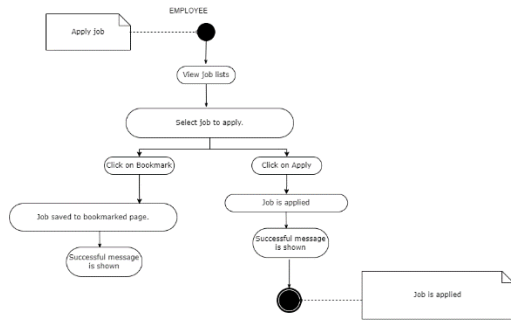 EMPLOYEE
Apply job
View job lists
Select job to apply.
Click on Bookmark
Click on Apply
Job saved to bookmarked page.
Job is applied
Successful message
is shown
Successful message
is shown
Job is applied